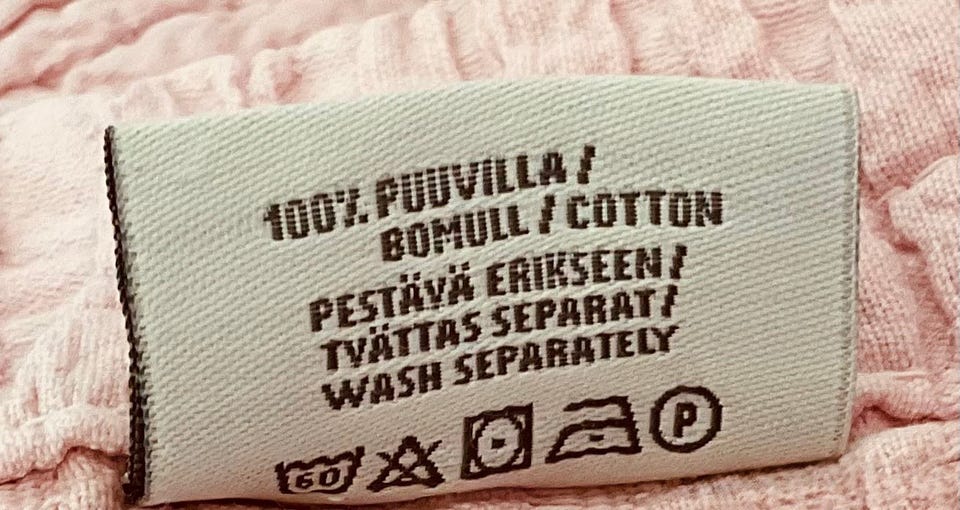 100% PUUVILLA /
BOMULL / COTTON
PESTÄVÄ ERIKSEEN /
TVÄTTAS SEPARAT /
WASH SEPARATELY
60 P